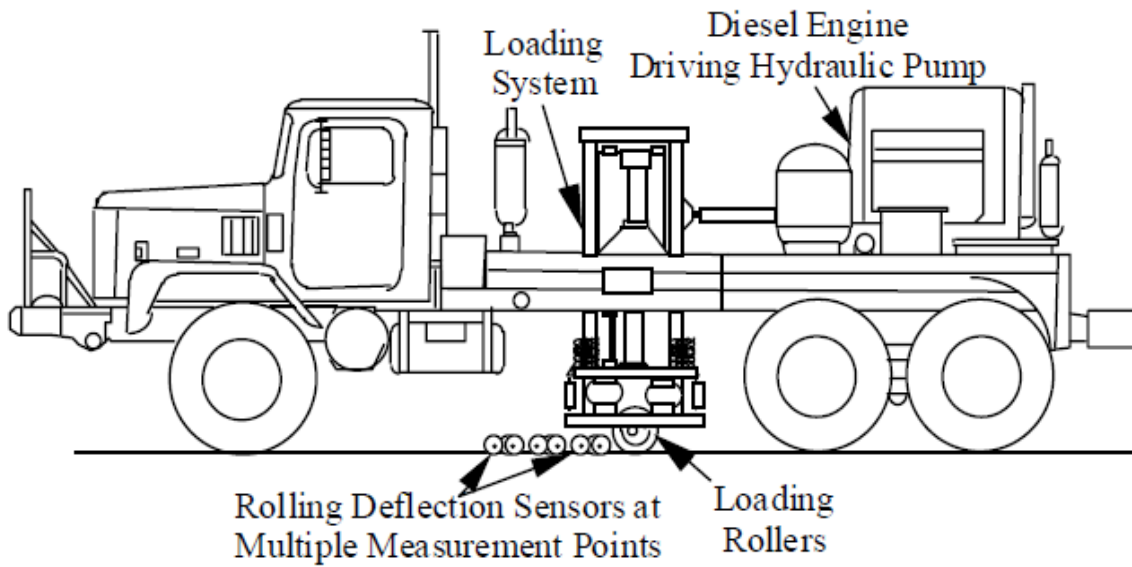 Loading
System
Diesel Engine
Driving Hydraulic Pump
Rolling Deflection Sensors at
Multiple Measurement Points
Loading
Rollers